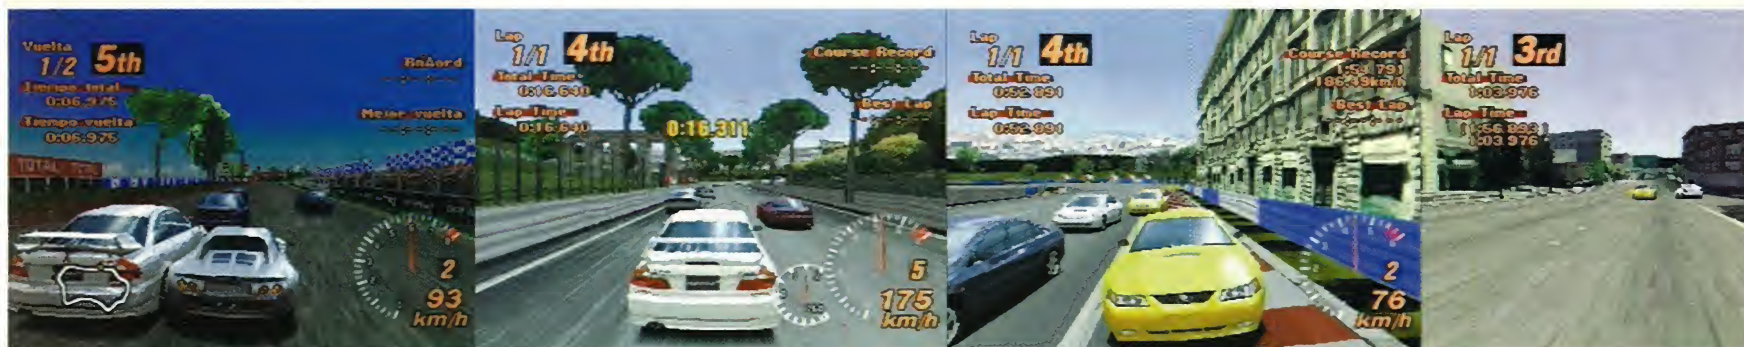 Vuelta
1/2 5th
Tiempo total
0:06.975
Tiempo vuelta
0:06.975
Mejor vuelta
TOTAL
2
93
km/h
Lap
1/1 4th
Total Time
0:16.640
Lap Time
0:16.640
Course Record
Best Lap
0:16.311
5
175
km/h
Lap
1/1 4th
Total Time
0:52.891
Lap Time
0:52.891
Course Record
186.49km/h
Best Lap
2
76
km/h
Lap
1/1 3rd
Total Time
1:03.976
Lap Time
1:03.976